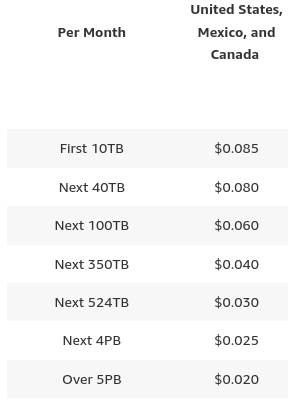 United States,
Per Month Mexico, and
Canada
First 10TB $0.085
Next 40TB $0.080
Next 100TB $0.060
Next 350TB $0.040
Next 524TB $0.030
Next 4PB $0.025
Over 5PB $0.020